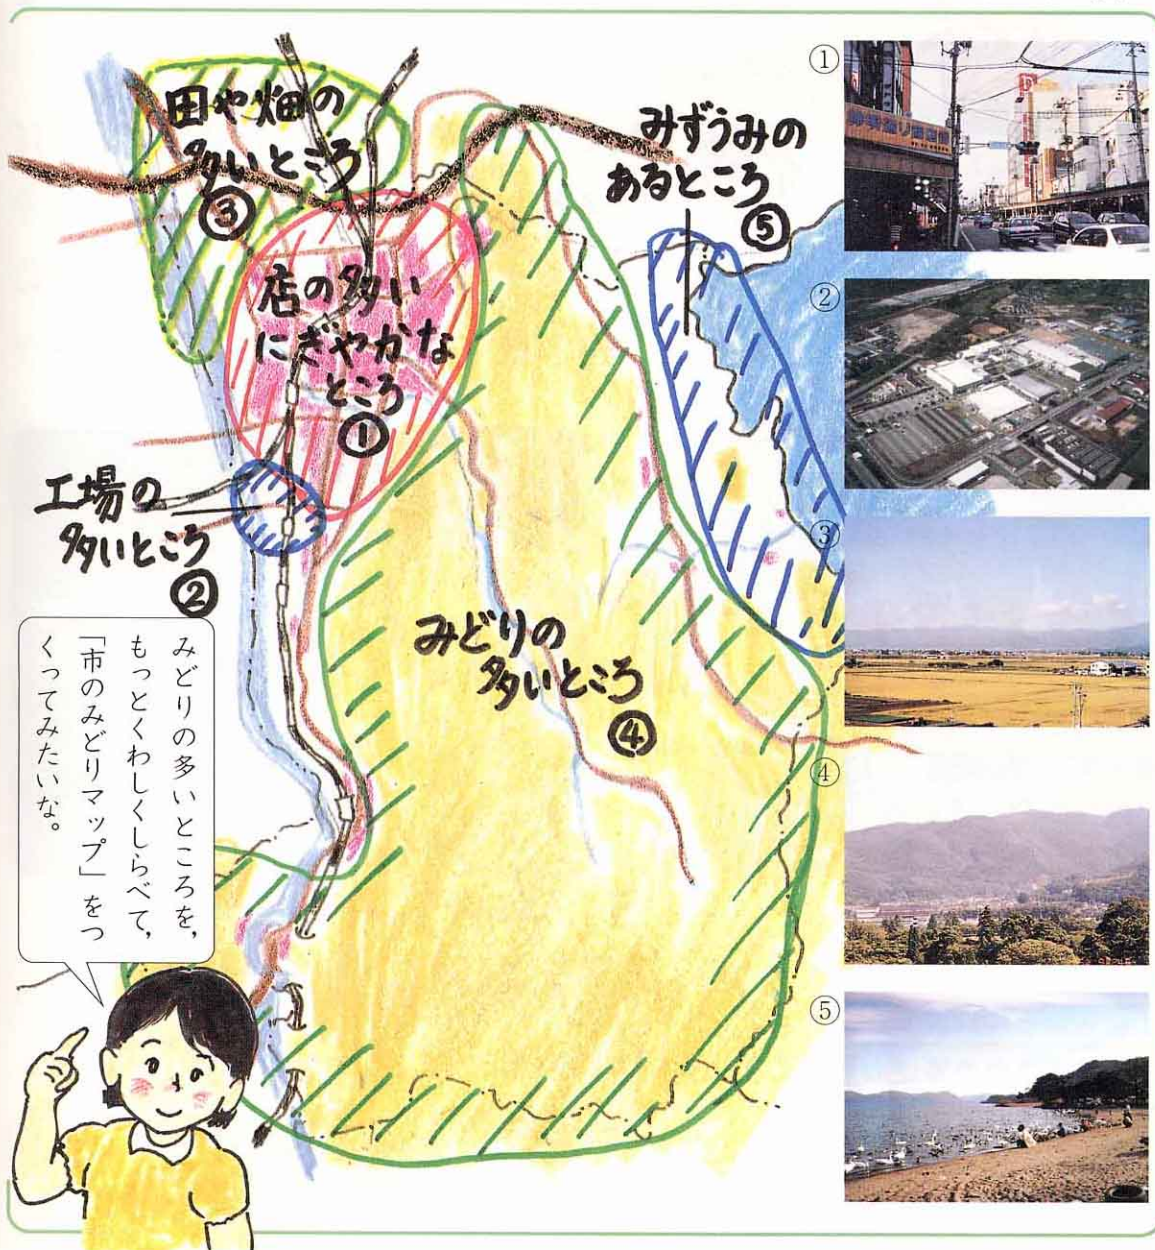 田や畑の
多いところ
③
みずうみの
あるところ
⑤
店の多い
にぎやかな
ところ
①
工場の
多いところ
②
みどりの
多いところ
④
みどりの多いところを,
もっとくわしくしらべて,
「市のみどりマップ」をつ
くってみたいな。
①
②
③
④
⑤